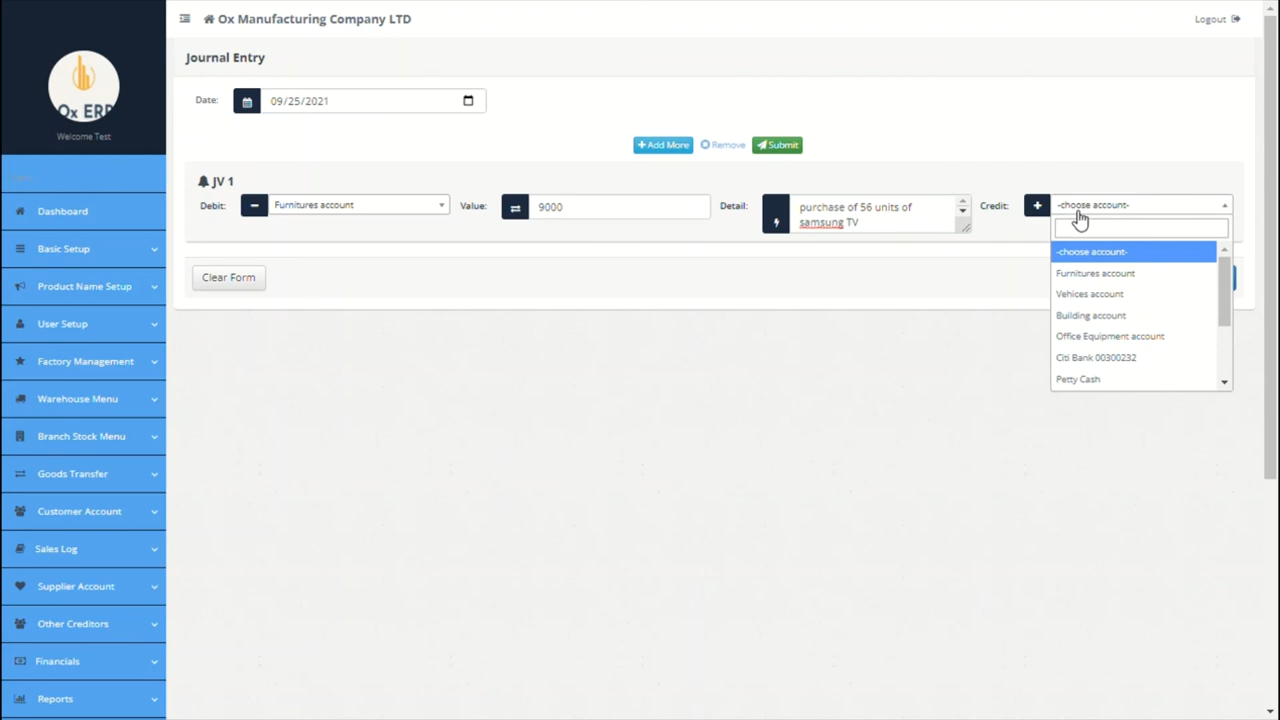 Ox Manufacturing Company LTD
Logout
Ox ERP
Welcome Test
Journal Entry
Date:
09/25/2021
Add More
Remove
Submit
JV 1
Debit:
Furnitures account
Value:
9000
Detail:
purchase of 56 units of
samsung TV
Credit:
-choose account-
-choose account-
Furnitures account
Vehices account
Building account
Office Equipment account
Citi Bank 00300232
Petty Cash
Clear Form
Dashboard
Basic Setup
Product Name Setup
User Setup
Factory Management
Warehouse Menu
Branch Stock Menu
Goods Transfer
Customer Account
Sales Log
Supplier Account
Other Creditors
Financials
Reports